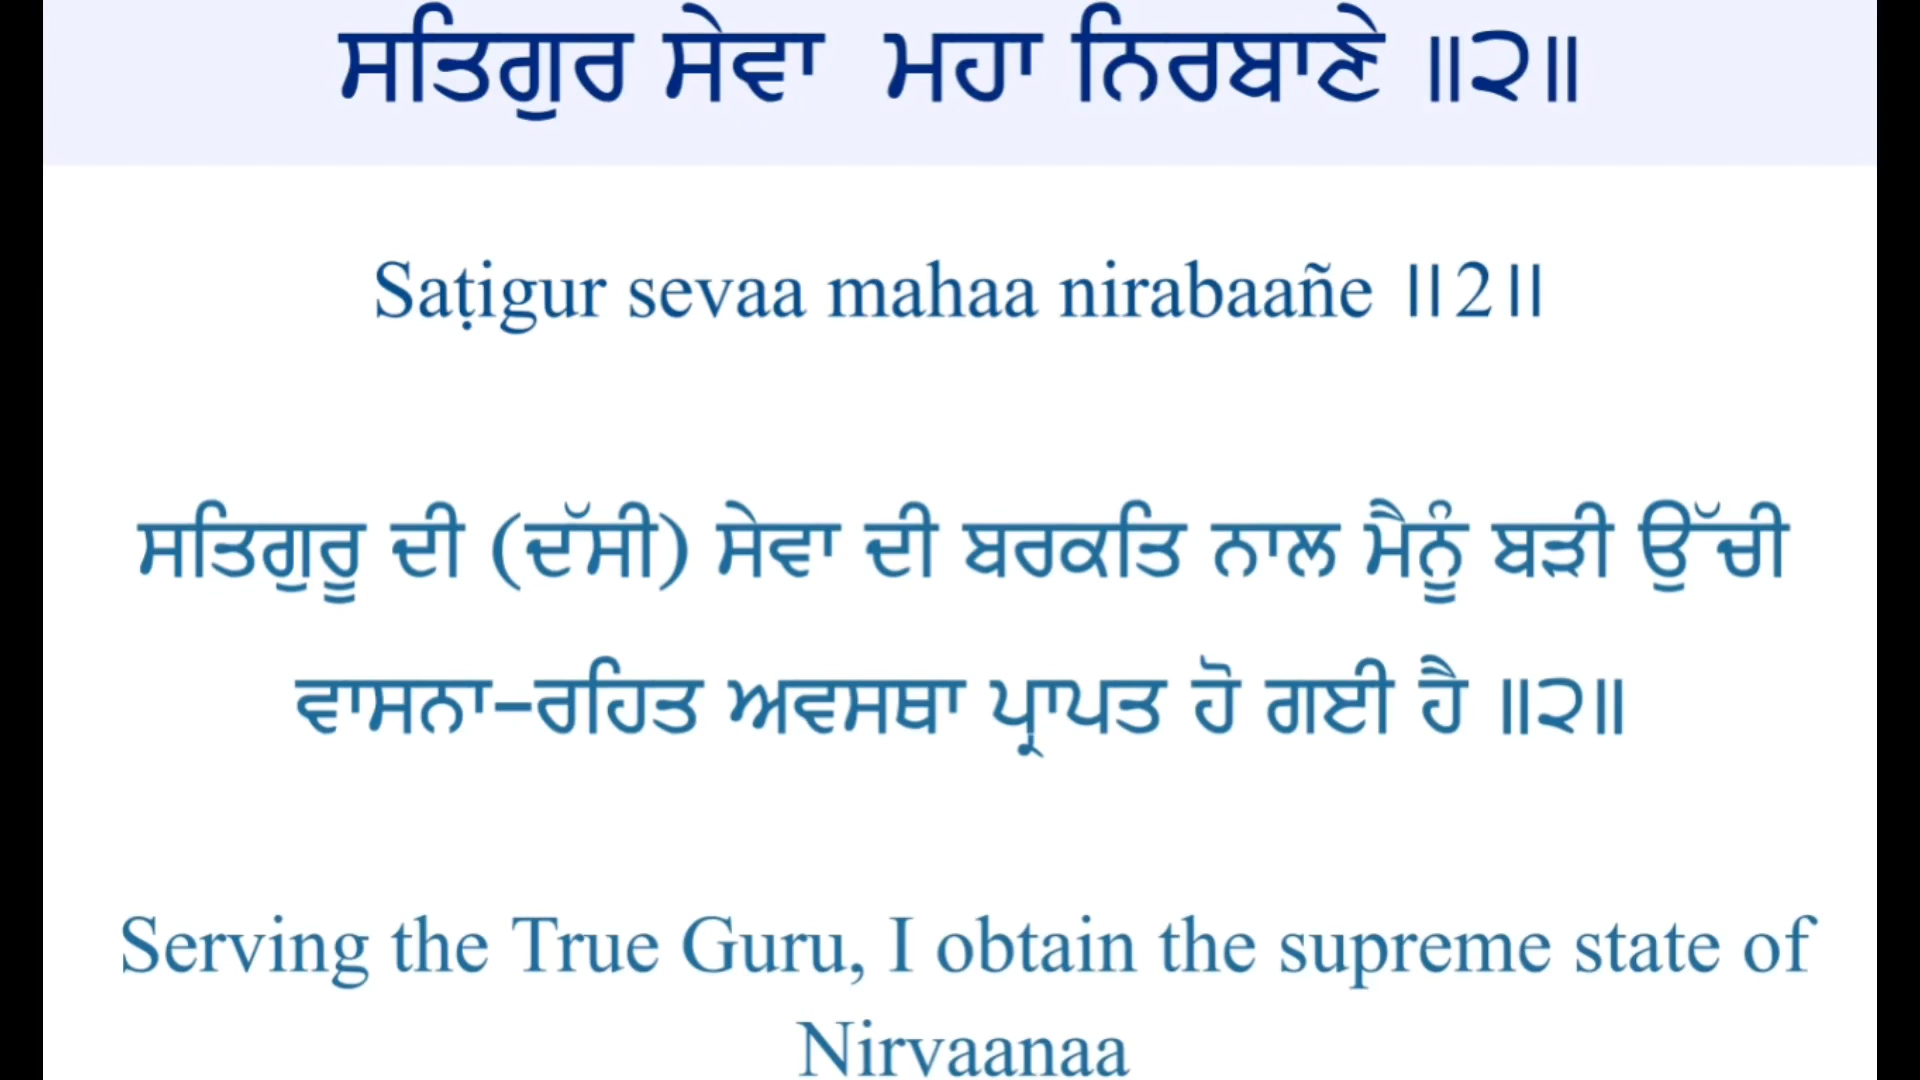 ਸਤਿਗੁਰ ਸੇਵਾ ਮਹਾ ਨਿਰਬਾਣੇ ॥੨॥
Saṭigur sevaa mahaa nirabaañe ॥2॥
ਸਤਿਗੁਰੂ ਦੀ (ਦੱਸੀ) ਸੇਵਾ ਦੀ ਬਰਕਤਿ ਨਾਲ ਮੈਨੂੰ ਬੜੀ ਉੱਚੀ
ਵਾਸਨਾ-ਰਹਿਤ ਅਵਸਥਾ ਪ੍ਰਾਪਤ ਹੋ ਗਈ ਹੈ ॥੨॥
Serving the True Guru, I obtain the supreme state of
Nirvaanaa